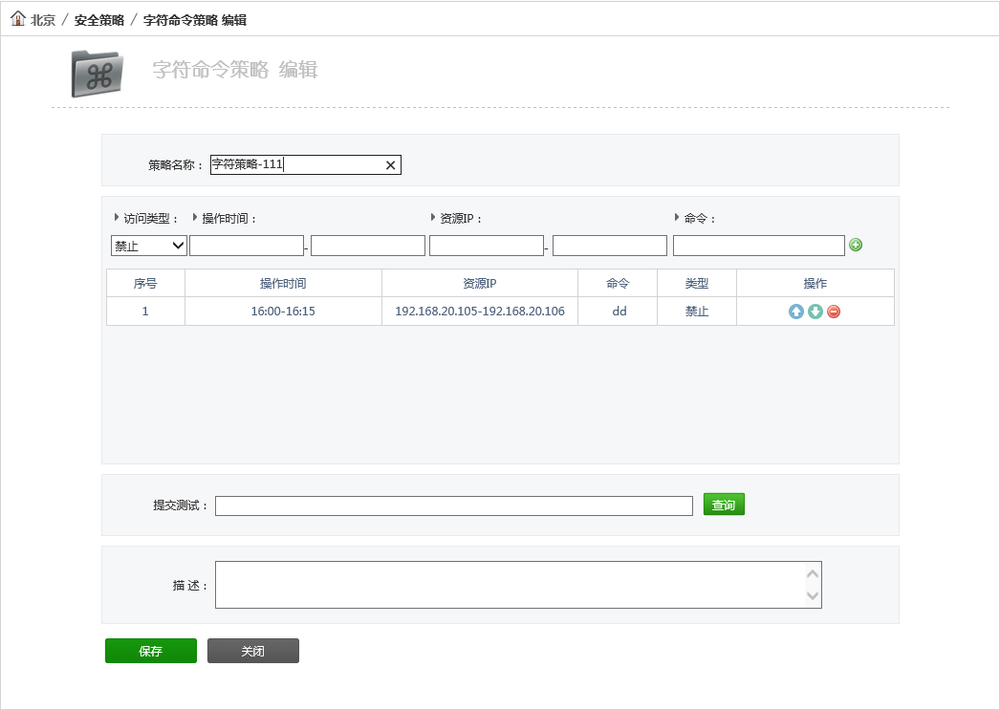 北京 / 安全策略 / 字符命令策略 编辑
字符命令策略 编辑
策略名称： 字符策略-111
访问类型： 操作时间： 资源IP： 命令：
禁止 - -
序号 操作时间 资源IP 命令 类型 操作
1 16:00-16:15 192.168.20.105-192.168.20.106 dd 禁止
提交测试： 查询
描 述：
保存 关闭